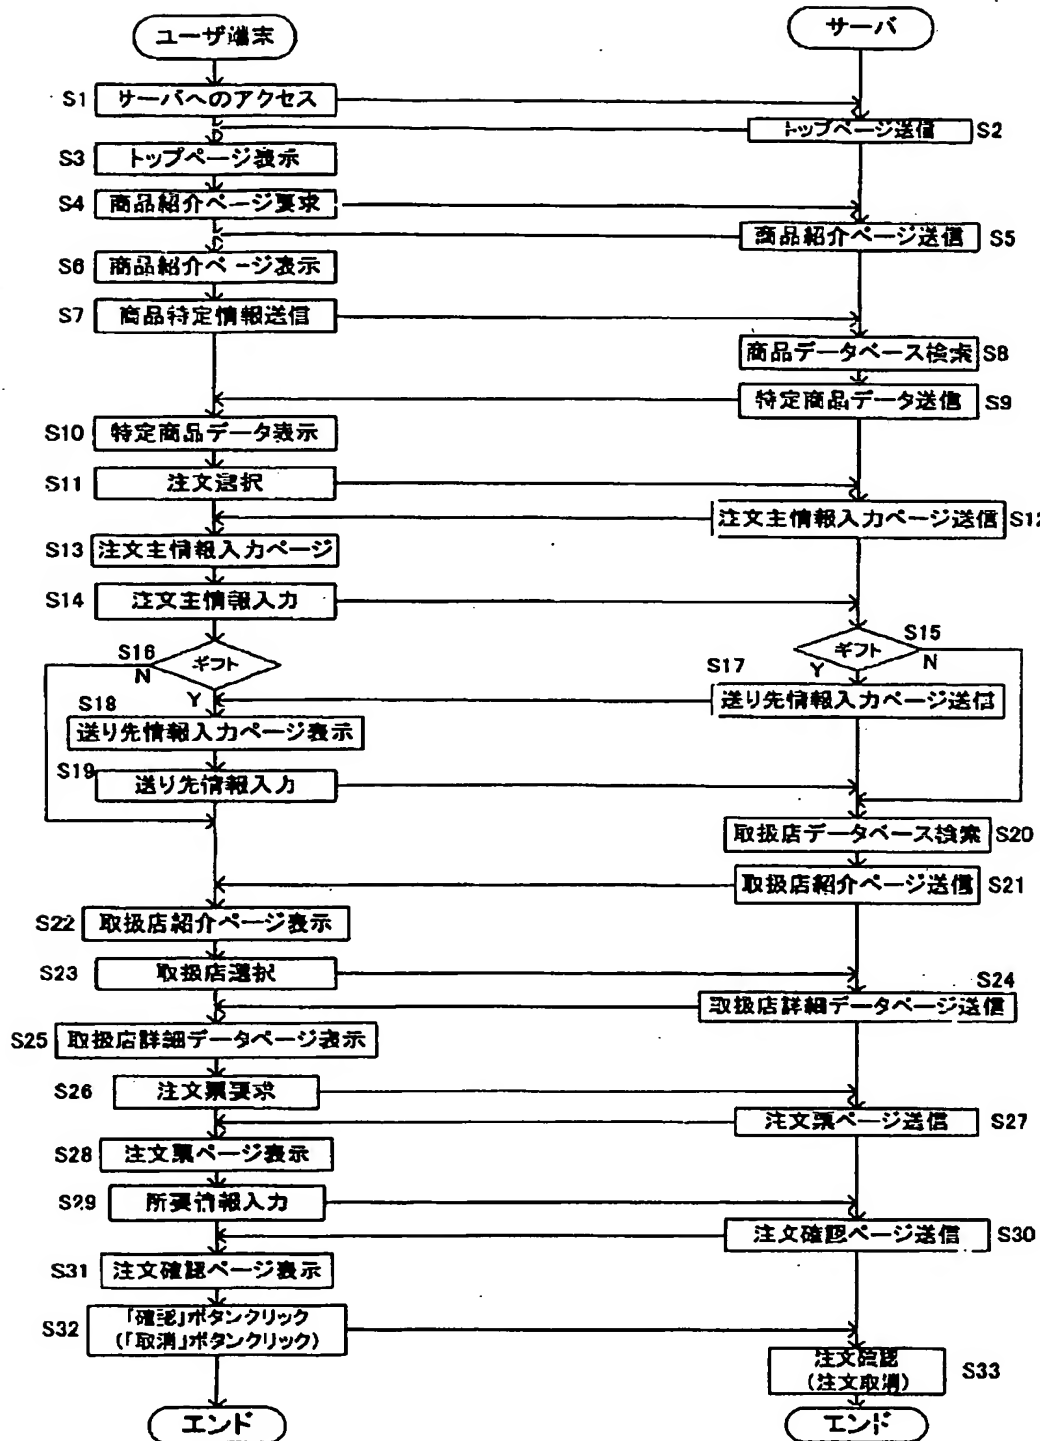 ユーザ端末
サーバ
S1 サーバへのアクセス
トップページ送信 S2
S3 トップページ表示
S4 商品紹介ページ要求
商品紹介ページ送信 S5
S6 商品紹介ページ表示
S7 商品特定情報送信
商品データベース検索 S8
特定商品データ送信 S9
S10 特定商品データ表示
S11 注文選択
注文主情報入力ページ送信 S12
S13 注文主情報入力ページ
S14 注文主情報入力
S15
ギフト
N
Y
S16
ギフト
N
Y
S17
送り先情報入力ページ送信
S18
送り先情報入力ページ表示
S19 送り先情報入力
取扱店データベース検索 S20
取扱店紹介ページ送信 S21
S22 取扱店紹介ページ表示
S23 取扱店選択
S24
取扱店詳細データページ送信
S25 取扱店詳細データページ表示
S26 注文票要求
注文票ページ送信 S27
S28 注文票ページ表示
S29 所要情報入力
注文確認ページ送信 S30
S31 注文確認ページ表示
S32 「確認」ボタンクリック
(「取消」ボタンクリック)
注文確認 S33
(注文取消)
エンド
エンド